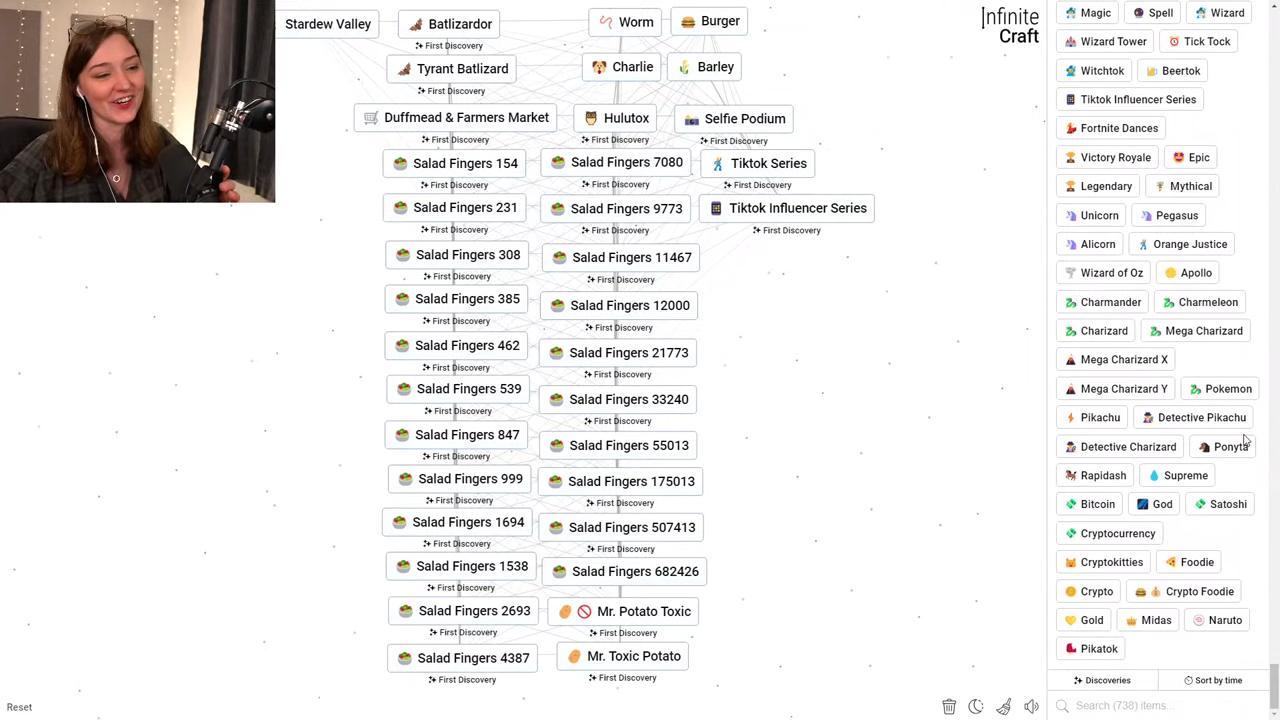 Stardew Valley
Batlizardor
First Discovery
Tyrant Batlizard
First Discovery
Worm
Burger
Charlie
Barley
Infinite
Craft
Duffmead & Farmers Market
First Discovery
Hulutox
First Discovery
Selfie Podium
First Discovery
Salad Fingers 154
First Discovery
Salad Fingers 7080
First Discovery
Tiktok Series
First Discovery
Salad Fingers 231
First Discovery
Salad Fingers 9773
First Discovery
Tiktok Influencer Series
First Discovery
Salad Fingers 308
First Discovery
Salad Fingers 11467
First Discovery
Salad Fingers 385
First Discovery
Salad Fingers 12000
First Discovery
Salad Fingers 462
First Discovery
Salad Fingers 21773
First Discovery
Salad Fingers 539
First Discovery
Salad Fingers 33240
First Discovery
Salad Fingers 847
First Discovery
Salad Fingers 55013
First Discovery
Salad Fingers 999
First Discovery
Salad Fingers 175013
First Discovery
Salad Fingers 1694
First Discovery
Salad Fingers 507413
First Discovery
Salad Fingers 1538
First Discovery
Salad Fingers 682426
First Discovery
Salad Fingers 2693
First Discovery
Mr. Potato Toxic
First Discovery
Salad Fingers 4387
First Discovery
Mr. Toxic Potato
First Discovery
Reset
Magic Spell Wizard
Wizard Tower Tick Tock
Witchtok Beertok
Tiktok Influencer Series
Fortnite Dances
Victory Royale Epic
Legendary Mythical
Unicorn Pegasus
Alicorn Orange Justice
Wizard of Oz Apollo
Charmander Charmeleon
Charizard Mega Charizard
Mega Charizard X
Mega Charizard Y Pokemon
Pikachu Detective Pikachu
Detective Charizard Ponyta
Rapidash Supreme
Bitcoin God Satoshi
Cryptocurrency
Cryptokitties Foodie
Crypto Crypto Foodie
Gold Midas Naruto
Pikatok
Discoveries Sort by time
Search (738) items...